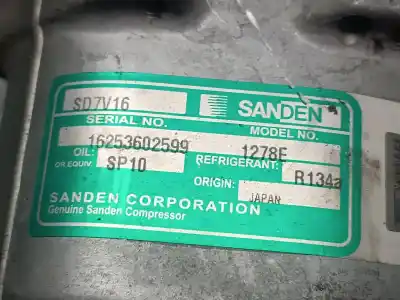 SD7V16
SANDEN
SERIAL NO.
MODEL NO.
16253602599
1278E
OIL:
OR EQUIV.
SP10
REFRIGERANT:
R134a
ORIGIN:
JAPAN
SANDEN CORPORATION
Genuine Sanden Compressor